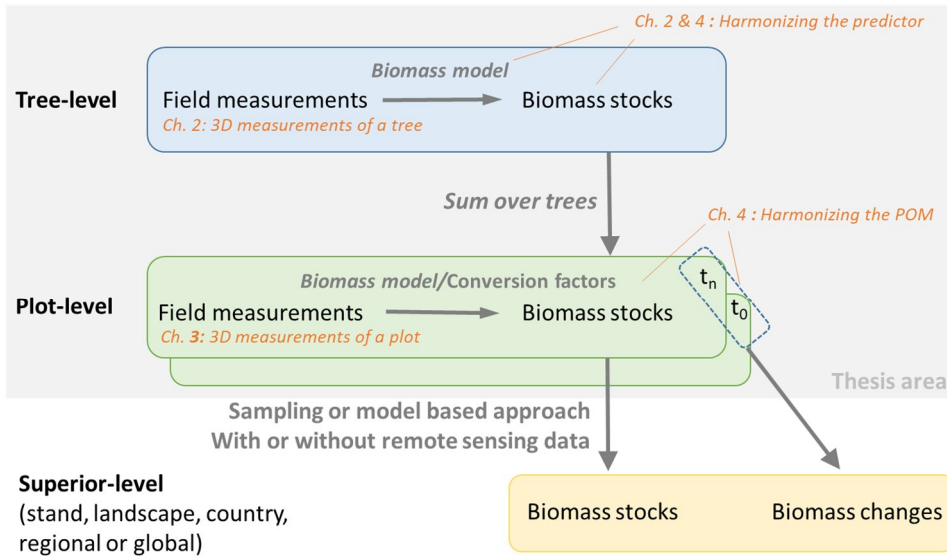 Ch. 2 & 4 : Harmonizing the predictor
Biomass model
Tree-level
Field measurements
Biomass stocks
Ch. 2: 3D measurements of a tree
Sum over trees
Ch. 4 : Harmonizing the POM
Biomass model/Conversion factors
tn
t0
Plot-level
Field measurements
Biomass stocks
Ch. 3: 3D measurements of a plot
Thesis area
Sampling or model based approach
With or without remote sensing data
Superior-level
(stand, landscape, country,
regional or global)
Biomass stocks
Biomass changes